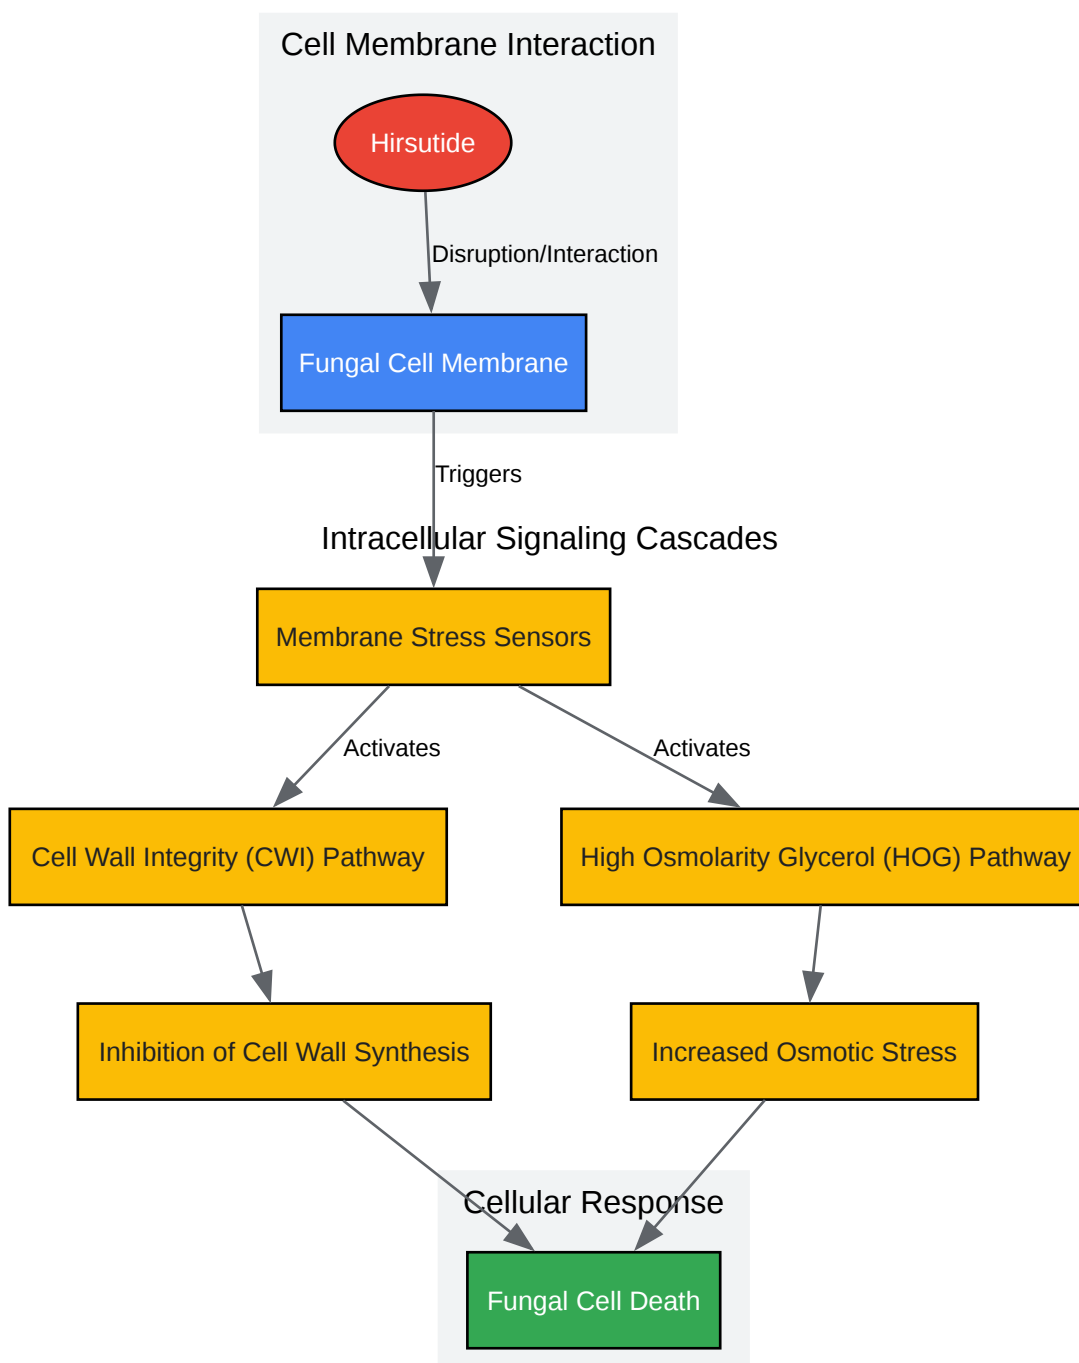 Cell Membrane Interaction
Hirsutide
Disruption/Interaction
Fungal Cell Membrane
Triggers
Intracellular Signaling Cascades
Membrane Stress Sensors
Activates
Activates
Cell Wall Integrity (CWI) Pathway
High Osmolarity Glycerol (HOG) Pathway
Inhibition of Cell Wall Synthesis
Increased Osmotic Stress
Cellular Response
Fungal Cell Death